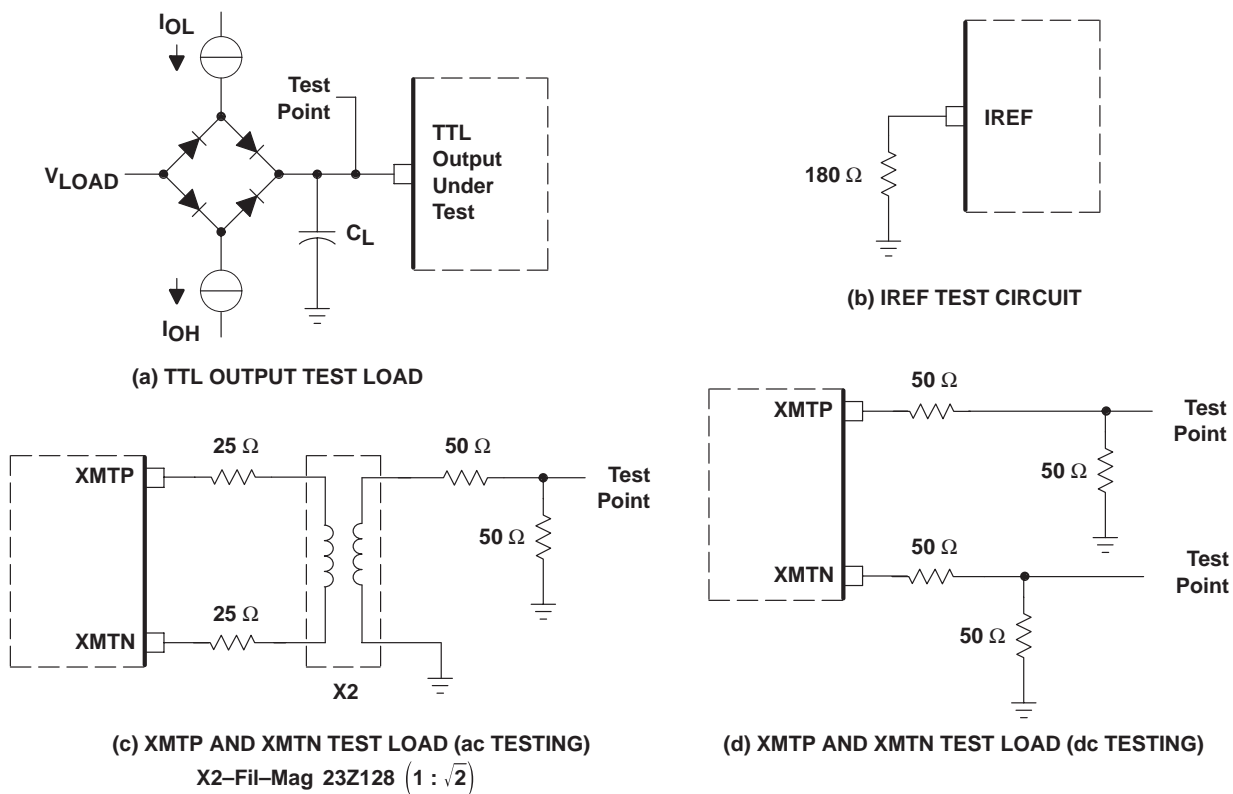 IOL
Test
Point
VLOAD
TTL
Output
Under
Test
CL
IOH
(a) TTL OUTPUT TEST LOAD
IREF
180 Ω
(b) IREF TEST CIRCUIT
XMTP
25 Ω
50 Ω
Test
Point
50 Ω
XMTN
25 Ω
X2
(c) XMTP AND XMTN TEST LOAD (ac TESTING)
X2–Fil–Mag 23Z128 (1 : √2)
XMTP
50 Ω
Test
Point
50 Ω
XMTN
50 Ω
Test
Point
50 Ω
(d) XMTP AND XMTN TEST LOAD (dc TESTING)